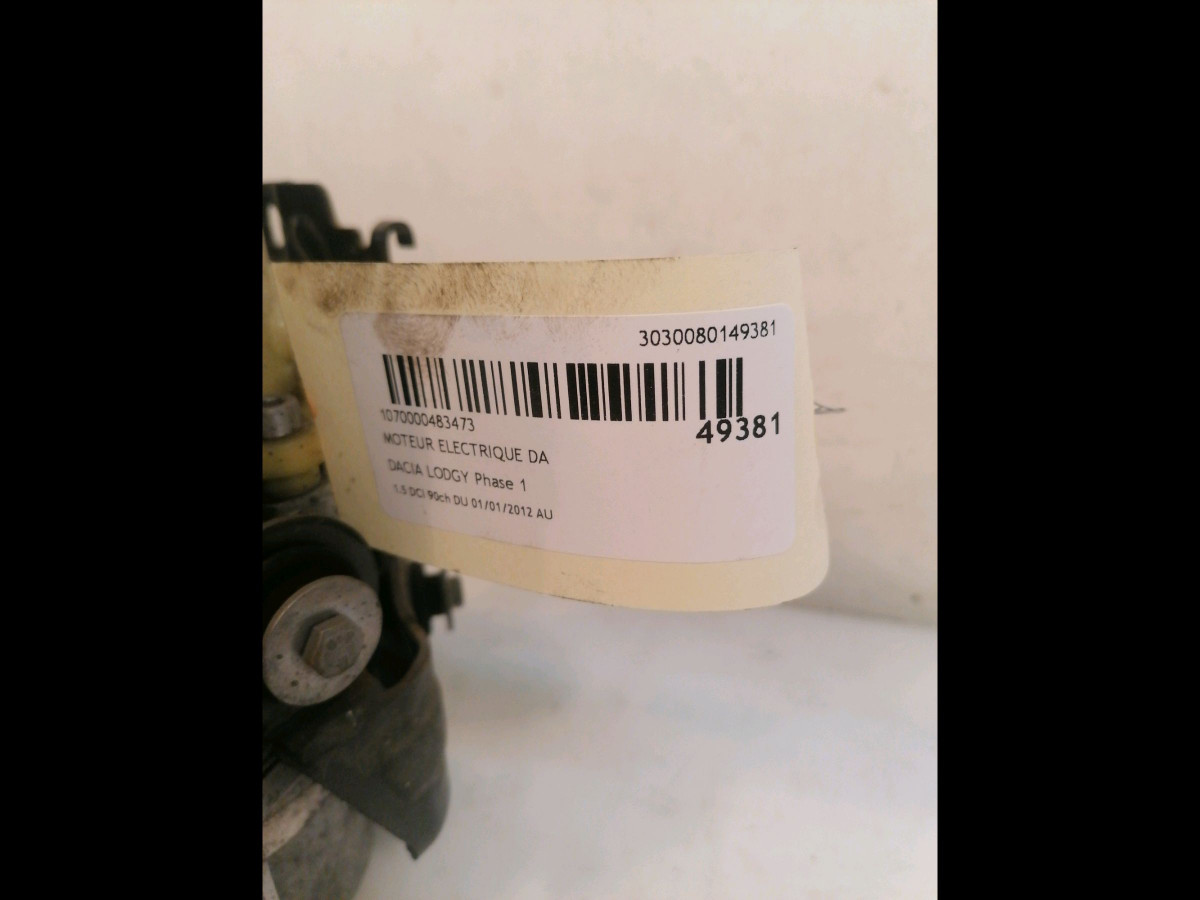 3030080149381
1070000483473
49381
MOTEUR ELECTRIQUE DA
DACIA LODGY Phase 1
1.5 DCi 90ch DU 01/01/2012 AU